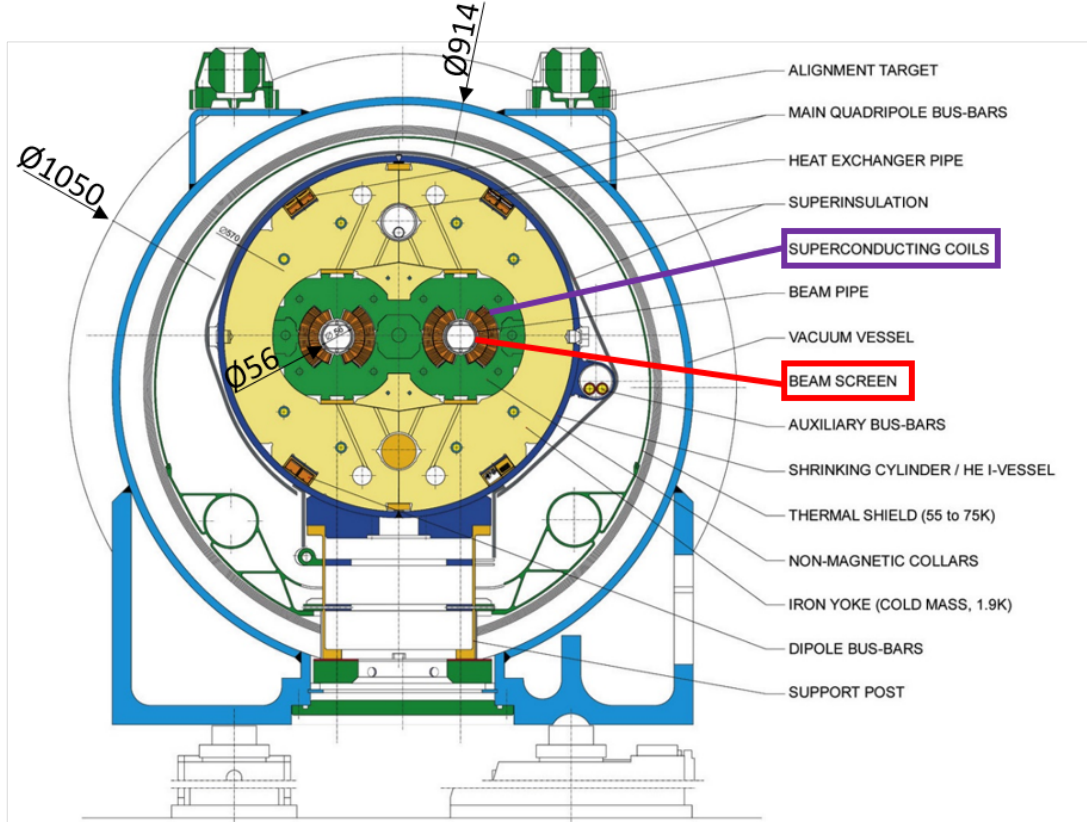 Ø914
Ø1050
Ø570
Ø56
ALIGNMENT TARGET
MAIN QUADRIPOLE BUS-BARS
HEAT EXCHANGER PIPE
SUPERINSULATION
SUPERCONDUCTING COILS
BEAM PIPE
VACUUM VESSEL
BEAM SCREEN
AUXILIARY BUS-BARS
SHRINKING CYLINDER / HE I-VESSEL
THERMAL SHIELD (55 to 75K)
NON-MAGNETIC COLLARS
IRON YOKE (COLD MASS, 1.9K)
DIPOLE BUS-BARS
SUPPORT POST